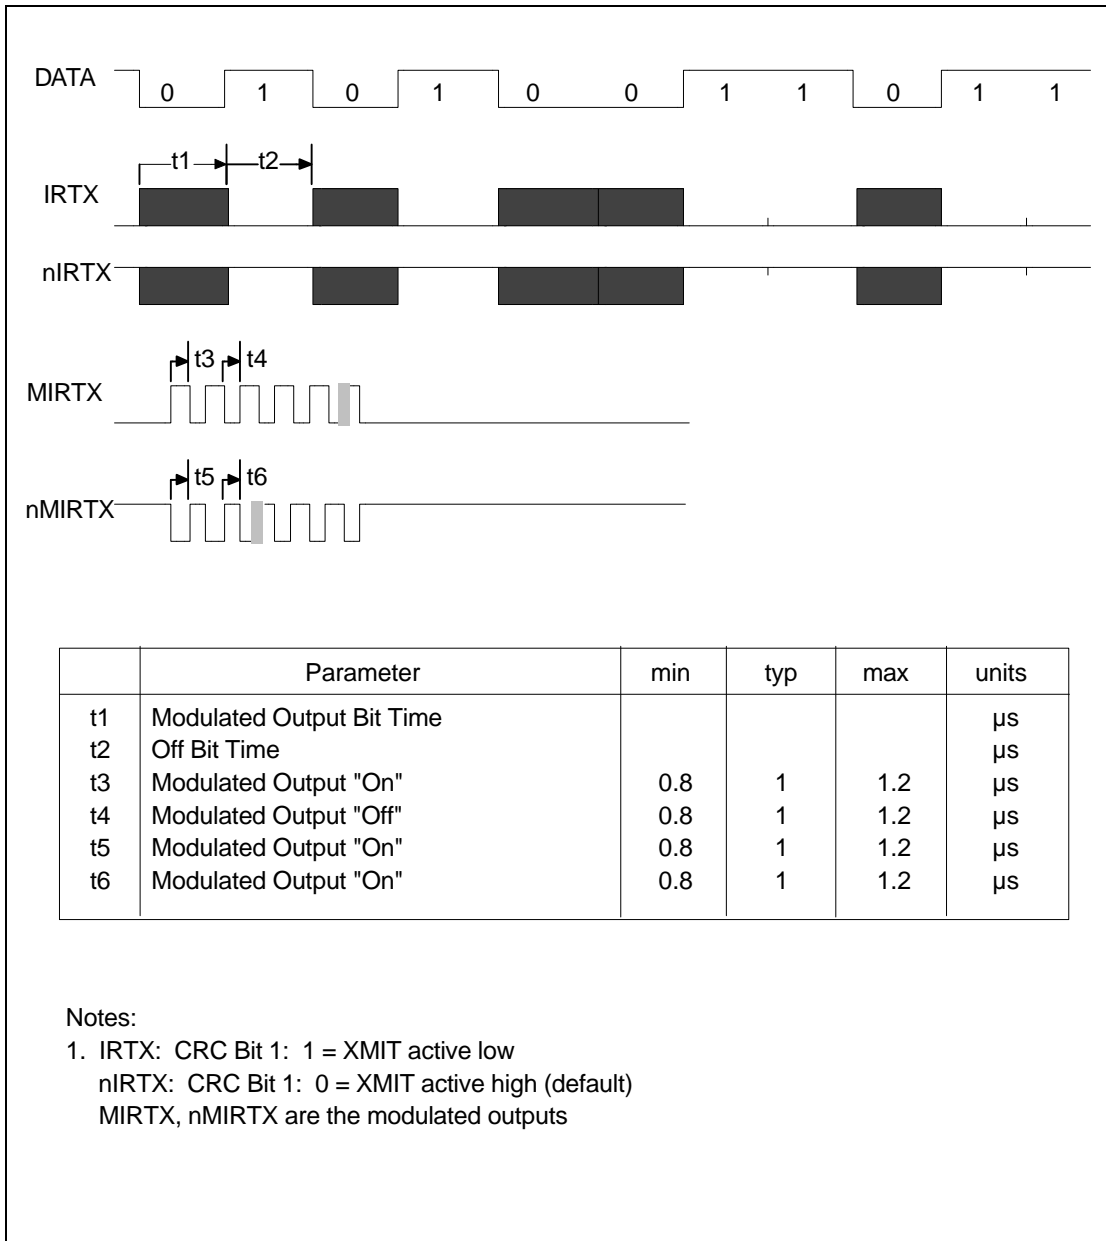 DATA 0 1 0 1 0 0 1 1 0 1 1
t1 t2
IRTX
nIRTX
t3 t4
MIRTX
t5 t6
nMIRTX
Parameter min typ max units
t1 Modulated Output Bit Time µs
t2 Off Bit Time µs
t3 Modulated Output "On" 0.8 1 1.2 µs
t4 Modulated Output "Off" 0.8 1 1.2 µs
t5 Modulated Output "On" 0.8 1 1.2 µs
t6 Modulated Output "On" 0.8 1 1.2 µs
Notes:
1. IRTX: CRC Bit 1: 1 = XMIT active low
nIRTX: CRC Bit 1: 0 = XMIT active high (default)
MIRTX, nMIRTX are the modulated outputs